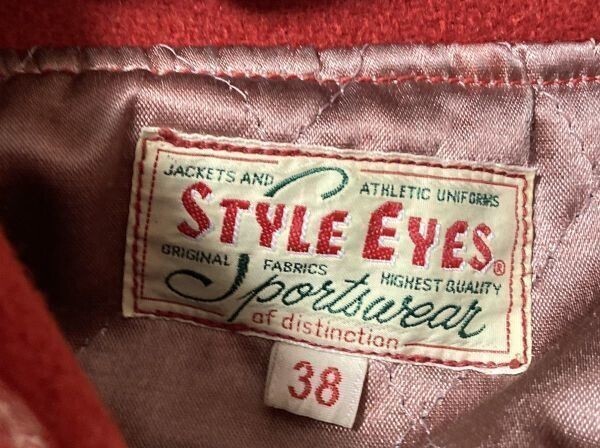 JACKETS AND ATHLETIC UNIFORMS
STYLE EYES®
ORIGINAL FABRICS HIGHEST QUALITY
Sportswear
of distinction
38